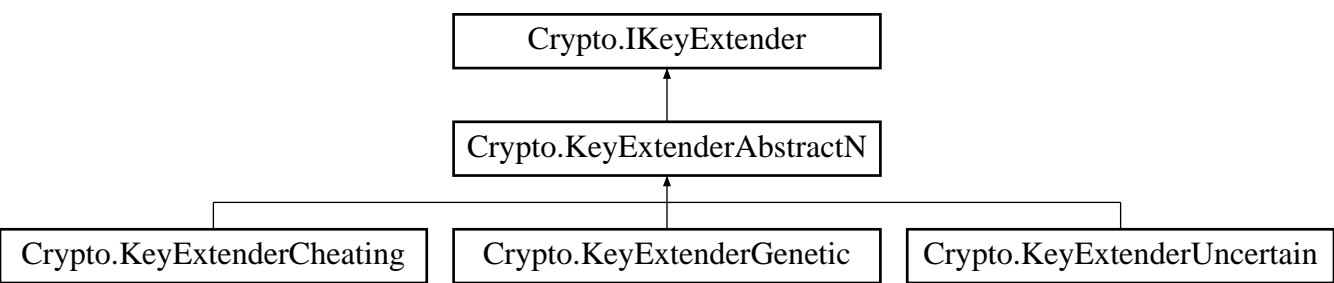 Crypto.IKeyExtender
Crypto.KeyExtenderAbstractN
Crypto.KeyExtenderCheating
Crypto.KeyExtenderGenetic
Crypto.KeyExtenderUncertain